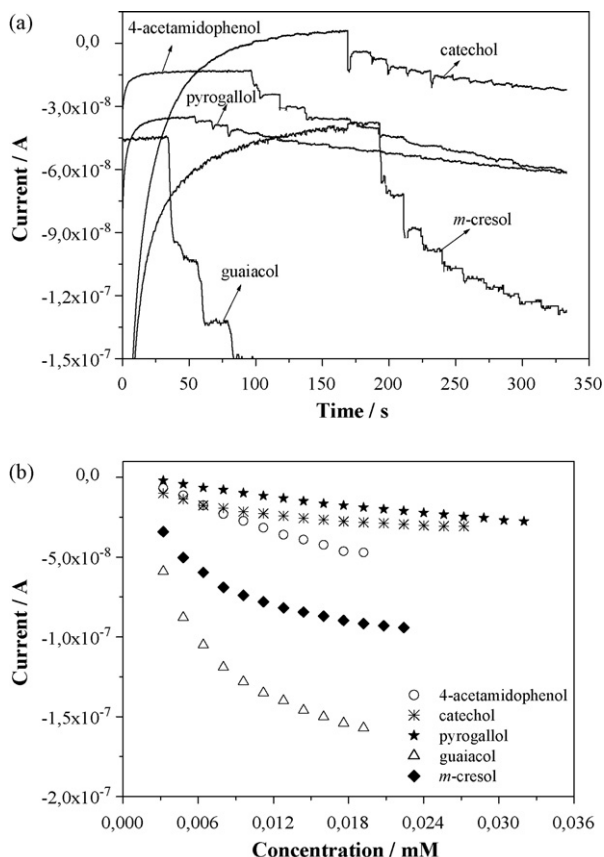 (a)
0,0
-3,0x10⁻⁸
-6,0x10⁻⁸
-9,0x10⁻⁸
-1,2x10⁻⁷
-1,5x10⁻⁷
Current / A
4-acetamidophenol
catechol
pyrogallol
m-cresol
guaiacol
0 50 100 150 200 250 300 350
Time / s
(b)
0,0
-5,0x10⁻⁸
-1,0x10⁻⁷
-1,5x10⁻⁷
-2,0x10⁻⁷
Current / A
4-acetamidophenol
catechol
pyrogallol
guaiacol
m-cresol
0,000 0,006 0,012 0,018 0,024 0,030 0,036
Concentration / mM